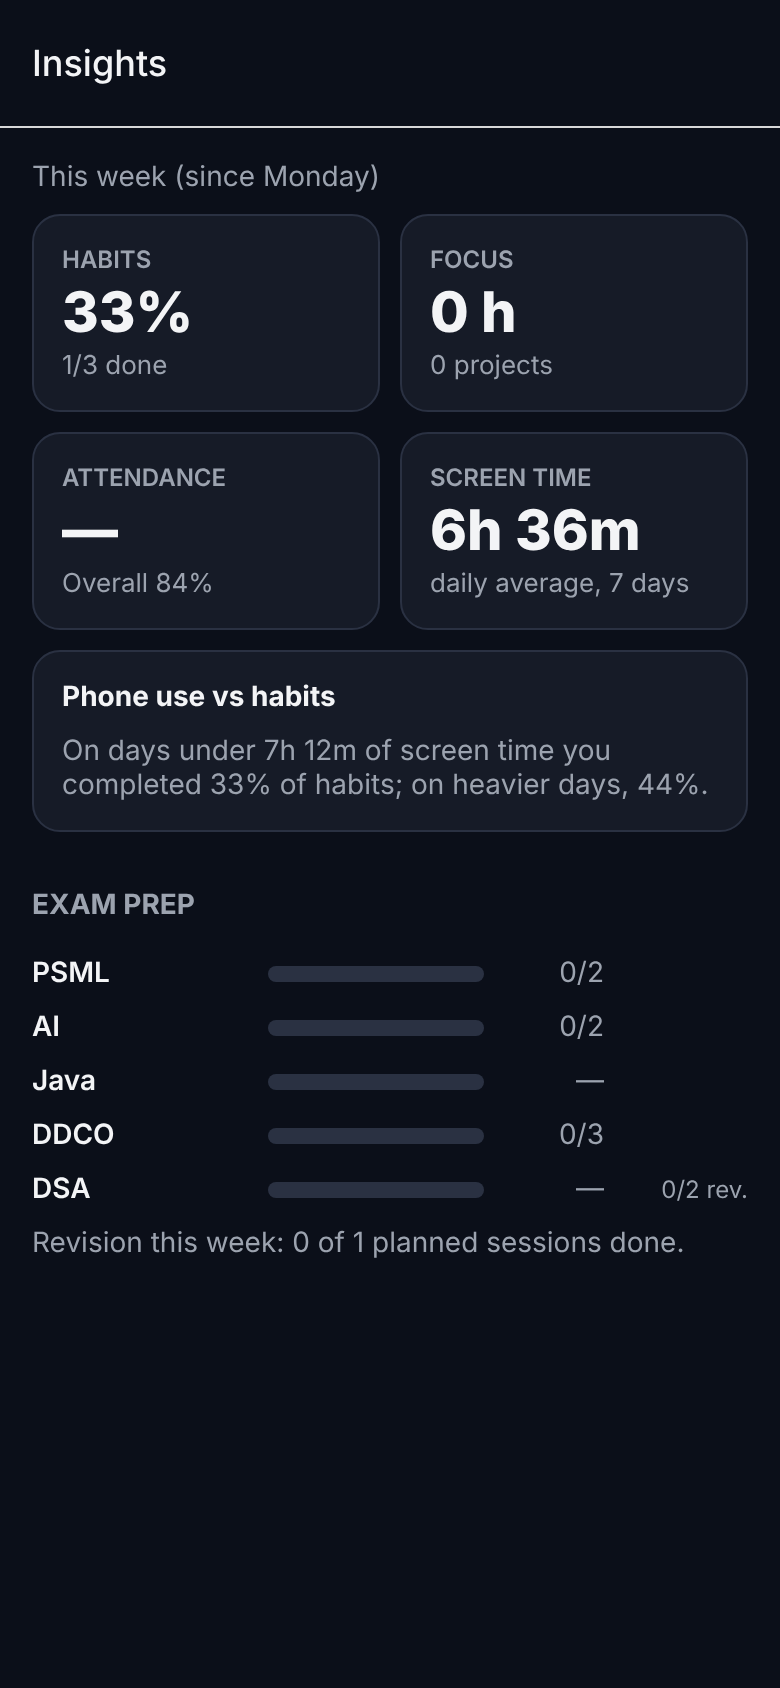 Insights
This week (since Monday)
HABITS
33%
1/3 done
FOCUS
0 h
0 projects
ATTENDANCE
—
Overall 84%
SCREEN TIME
6h 36m
daily average, 7 days
Phone use vs habits
On days under 7h 12m of screen time you
completed 33% of habits; on heavier days, 44%.
EXAM PREP
PSML 0/2
AI 0/2
Java —
DDCO 0/3
DSA — 0/2 rev.
Revision this week: 0 of 1 planned sessions done.